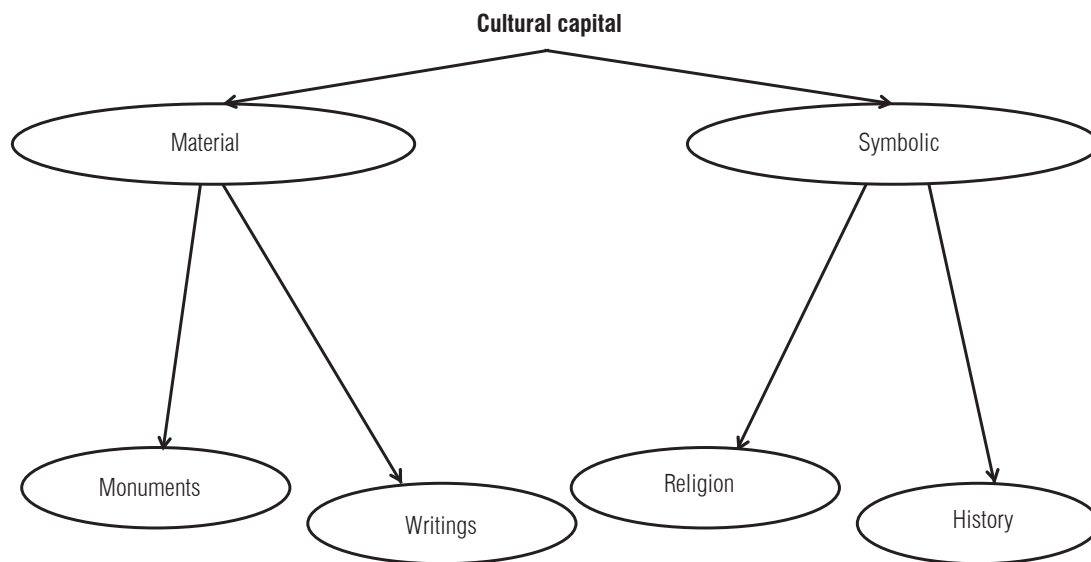 Cultural capital
Material
Symbolic
Monuments
Writings
Religion
History